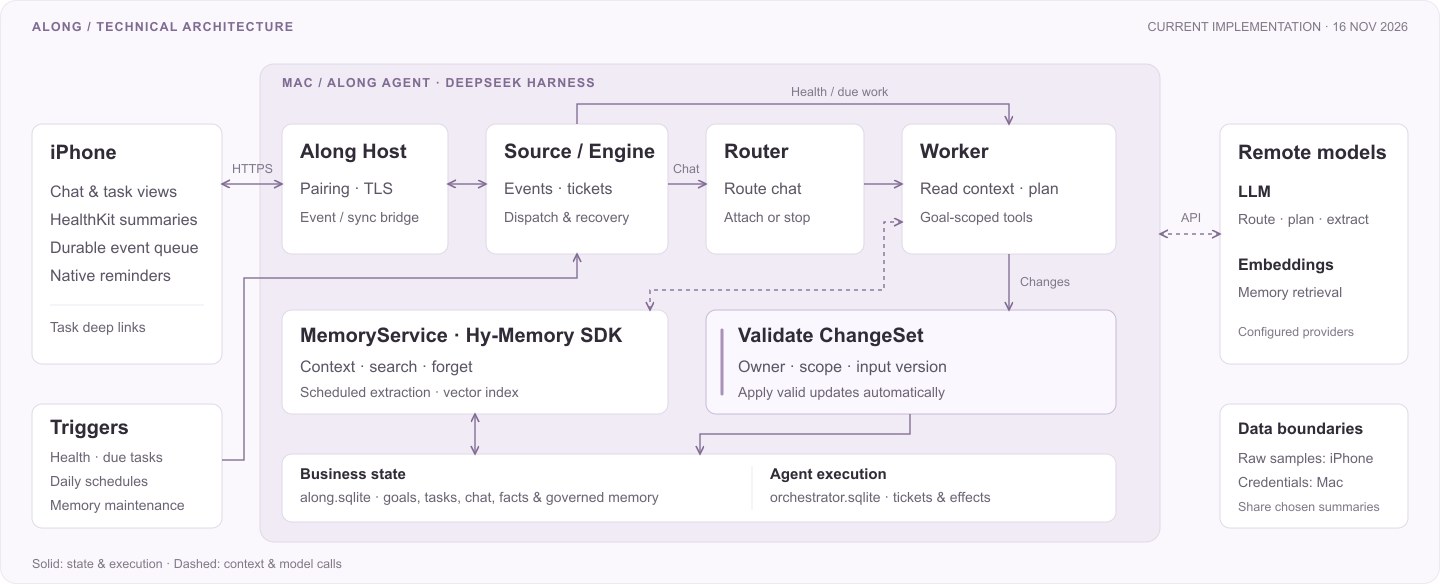 ALONG / TECHNICAL ARCHITECTURE
CURRENT IMPLEMENTATION · 16 NOV 2026
MAC / ALONG AGENT · DEEPSEEK HARNESS
Health / due work
iPhone
Chat & task views
HealthKit summaries
Durable event queue
Native reminders
Task deep links
HTTPS
Along Host
Pairing · TLS
Event / sync bridge
Source / Engine
Events · tickets
Dispatch & recovery
Chat
Router
Route chat
Attach or stop
Worker
Read context · plan
Goal-scoped tools
API
Remote models
LLM
Route · plan · extract
Embeddings
Memory retrieval
Configured providers
Changes
MemoryService · Hy-Memory SDK
Context · search · forget
Scheduled extraction · vector index
Validate ChangeSet
Owner · scope · input version
Apply valid updates automatically
Triggers
Health · due tasks
Daily schedules
Memory maintenance
Business state
along.sqlite · goals, tasks, chat, facts & governed memory
Agent execution
orchestrator.sqlite · tickets & effects
Data boundaries
Raw samples: iPhone
Credentials: Mac
Share chosen summaries
Solid: state & execution · Dashed: context & model calls